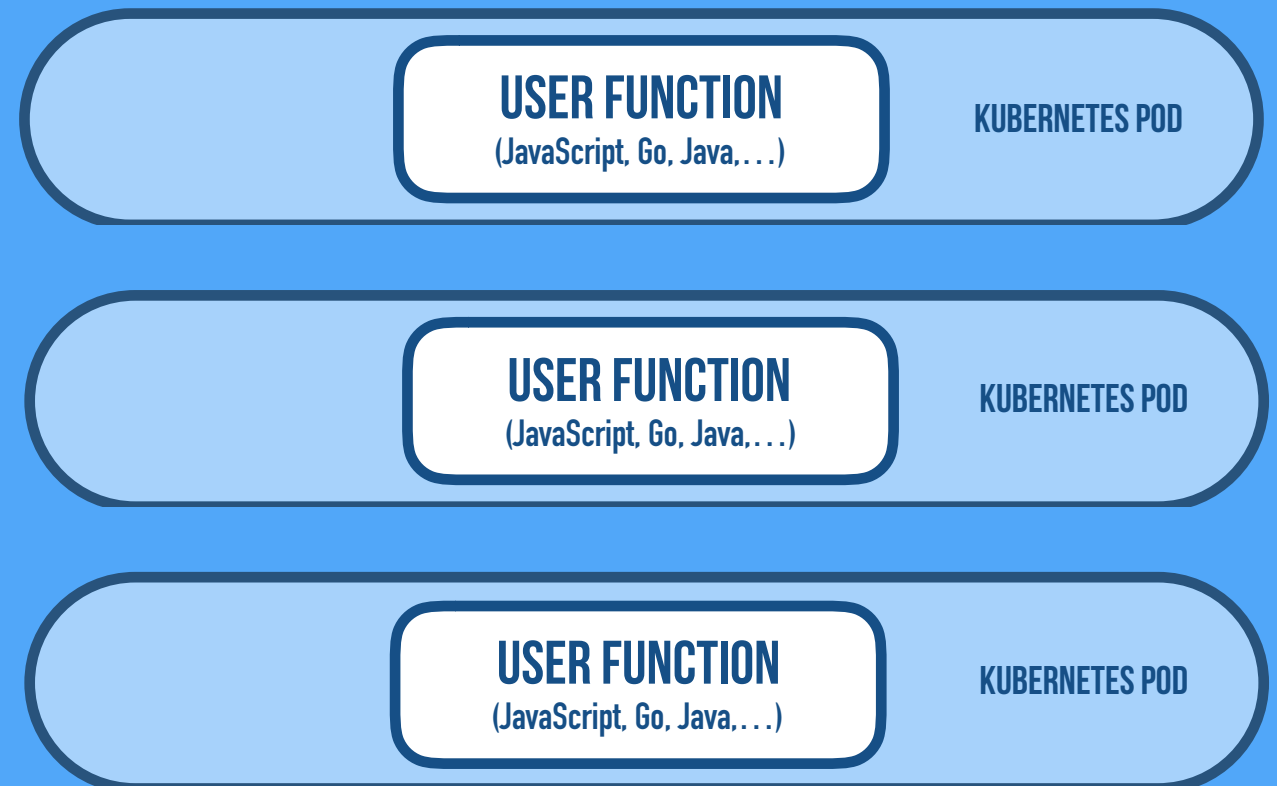 USER FUNCTION
(JavaScript, Go, Java,...)
KUBERNETES POD
USER FUNCTION
(JavaScript, Go, Java,...)
KUBERNETES POD
USER FUNCTION
(JavaScript, Go, Java,...)
KUBERNETES POD